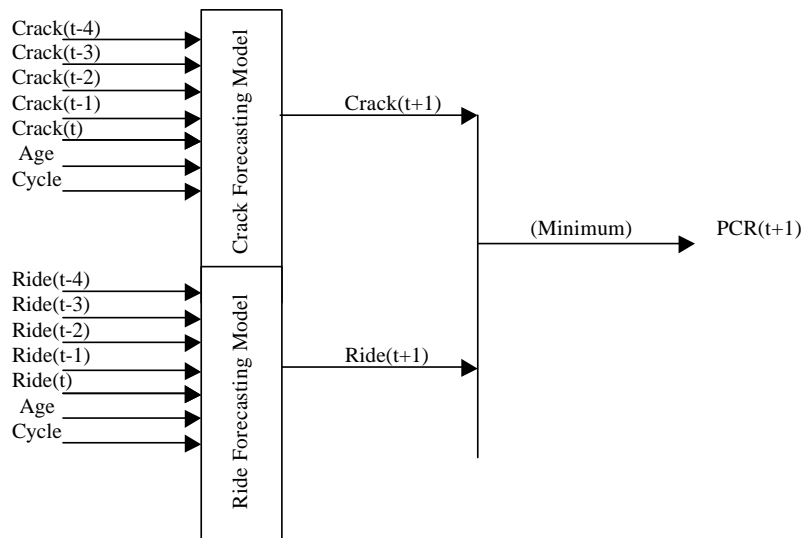 Crack(t-4)
Crack(t-3)
Crack(t-2)
Crack(t-1)
Crack(t)
Age
Cycle
Crack Forecasting Model
Crack(t+1)
(Minimum)
PCR(t+1)
Ride(t-4)
Ride(t-3)
Ride(t-2)
Ride(t-1)
Ride(t)
Age
Cycle
Ride Forecasting Model
Ride(t+1)